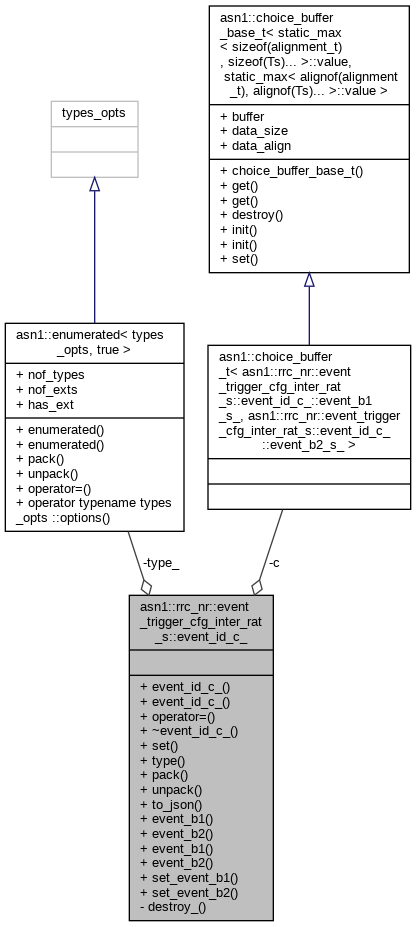 asn1::choice_buffer
_base_t< static_max
< sizeof(alignment_t)
, sizeof(Ts)... >::value,
static_max< alignof(alignment
_t), alignof(Ts)... >::value >
+ buffer
+ data_size
+ data_align
+ choice_buffer_base_t()
+ get()
+ get()
+ destroy()
+ init()
+ init()
+ set()
types_opts
asn1::enumerated< types
_opts, true >
+ nof_types
+ nof_exts
+ has_ext
+ enumerated()
+ enumerated()
+ pack()
+ unpack()
+ operator=()
+ operator typename types
_opts ::options()
asn1::choice_buffer
_t< asn1::rrc_nr::event
_trigger_cfg_inter_rat
_s::event_id_c_::event_b1
_s_, asn1::rrc_nr::event_trigger
_cfg_inter_rat_s::event_id_c_
::event_b2_s_ >
-type_
-c
asn1::rrc_nr::event
_trigger_cfg_inter_rat
_s::event_id_c_
+ event_id_c_()
+ event_id_c_()
+ operator=()
+ ~event_id_c_()
+ set()
+ type()
+ pack()
+ unpack()
+ to_json()
+ event_b1()
+ event_b2()
+ event_b1()
+ event_b2()
+ set_event_b1()
+ set_event_b2()
- destroy_()